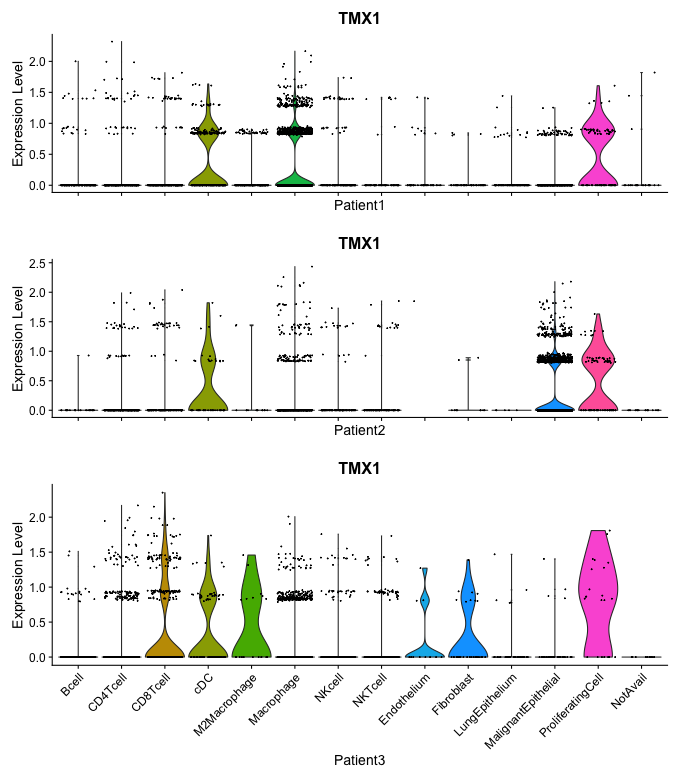 TMX1
Expression Level
2.0
1.5
1.0
0.5
0.0
Patient1
TMX1
Expression Level
2.5
2.0
1.5
1.0
0.5
0.0
Patient2
TMX1
Expression Level
2.0
1.5
1.0
0.5
0.0
Bcell
CD4Tcell
CD8Tcell
cDC
M2Macrophage
Macrophage
NKcell
NKTcell
Endothelium
Fibroblast
LungEpithelium
MalignantEpithelial
ProliferatingCell
NotAvail
Patient3